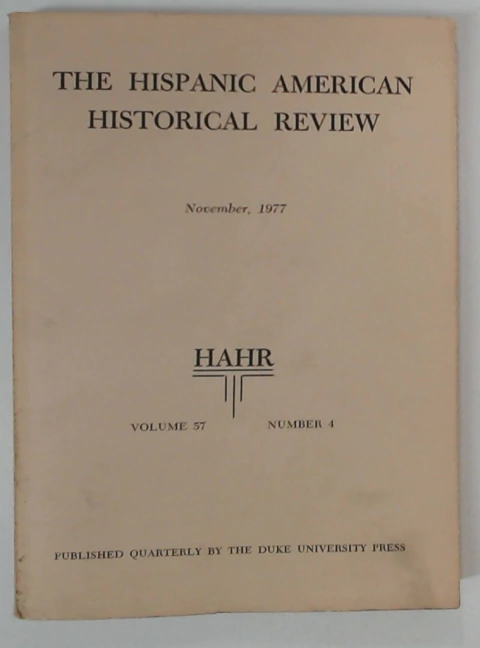 THE HISPANIC AMERICAN
HISTORICAL REVIEW
November, 1977
HAHR
VOLUME 57 NUMBER 4
PUBLISHED QUARTERLY BY THE DUKE UNIVERSITY PRESS